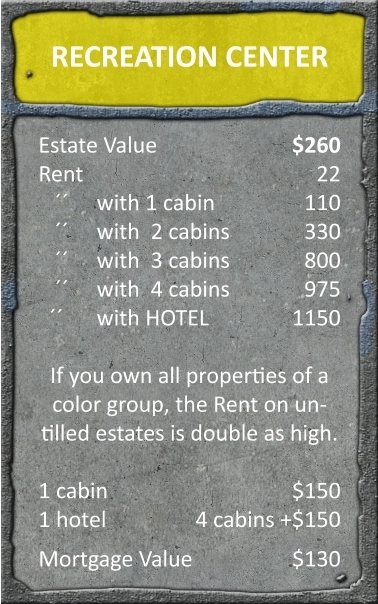 RECREATION CENTER
Estate Value $260
Rent 22
´´ with 1 cabin 110
´´ with 2 cabins 330
´´ with 3 cabins 800
´´ with 4 cabins 975
´´ with HOTEL 1150
If you own all properties of a
color group, the Rent on un-
tilled estates is double as high.
1 cabin $150
1 hotel 4 cabins +$150
Mortgage Value $130